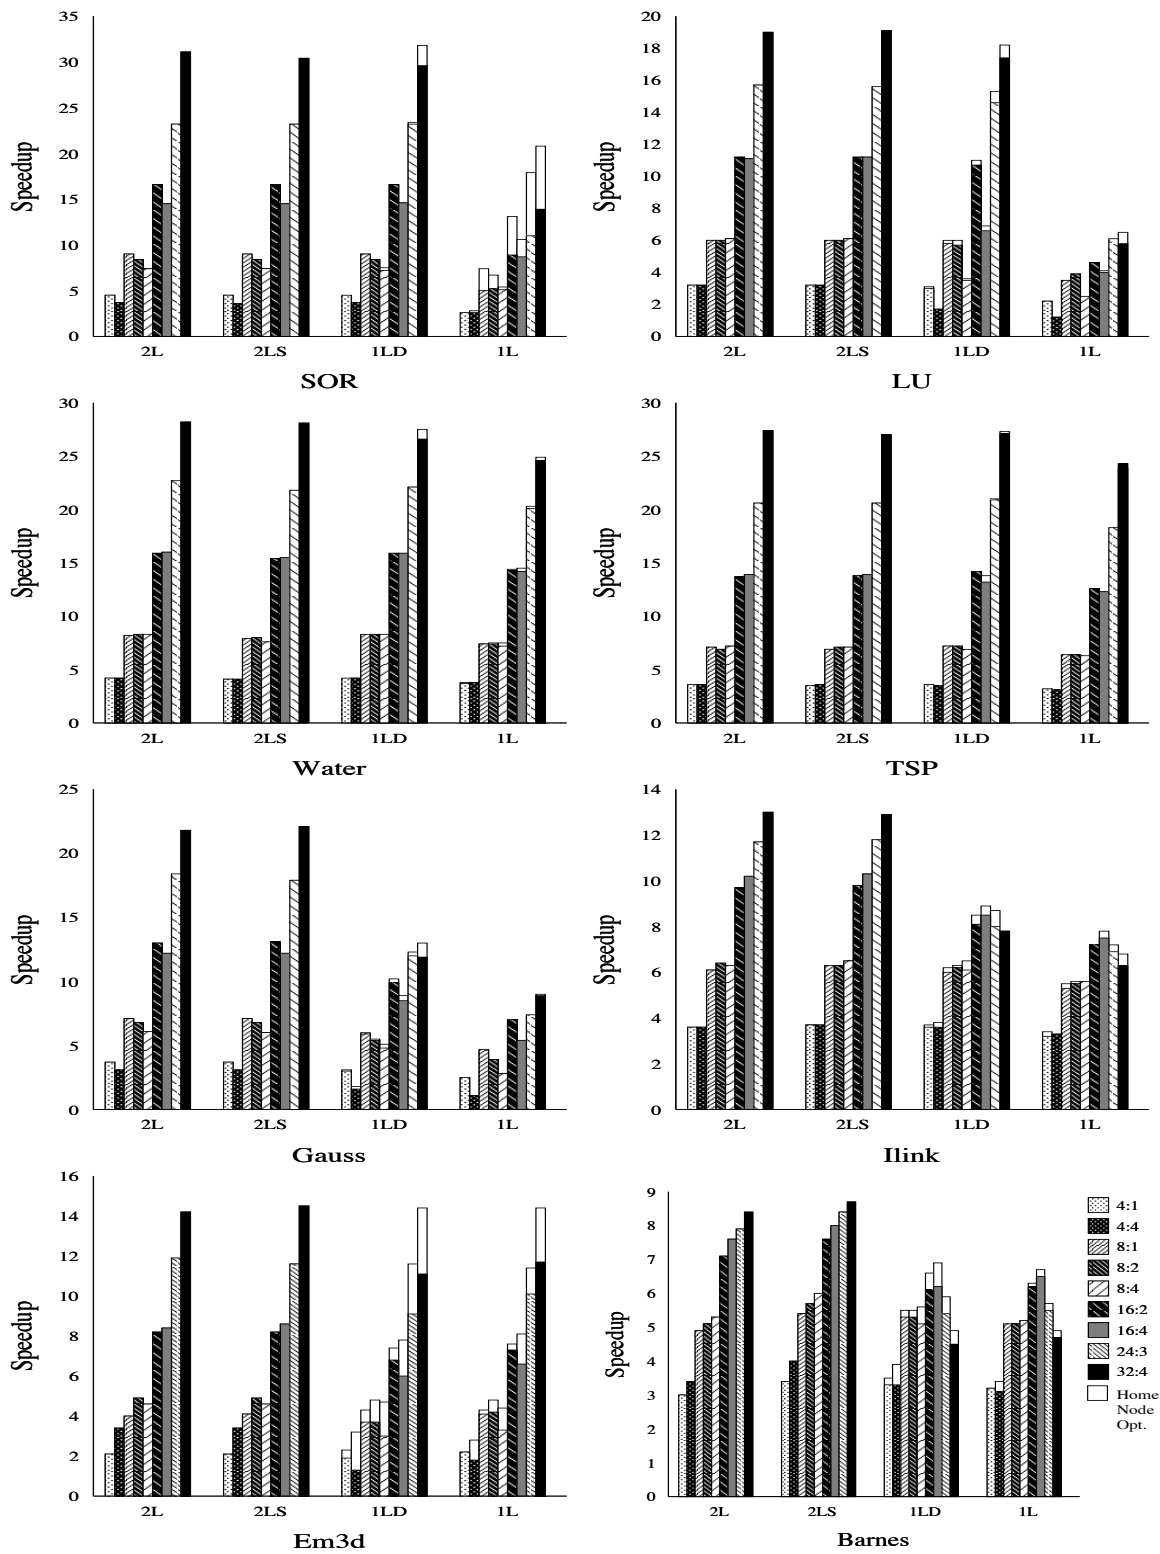 35
30
25
20
15
10
5
0
Speedup
2L 2LS 1LD 1L
SOR
20
18
16
14
12
10
8
6
4
2
0
Speedup
2L 2LS 1LD 1L
LU
30
25
20
15
10
5
0
Speedup
2L 2LS 1LD 1L
Water
30
25
20
15
10
5
0
Speedup
2L 2LS 1LD 1L
TSP
25
20
15
10
5
0
Speedup
2L 2LS 1LD 1L
Gauss
14
12
10
8
6
4
2
0
Speedup
2L 2LS 1LD 1L
Ilink
16
14
12
10
8
6
4
2
0
Speedup
2L 2LS 1LD 1L
Em3d
9
8
7
6
5
4
3
2
1
0
Speedup
2L 2LS 1LD 1L
Barnes
4:1
4:4
8:1
8:2
8:4
16:2
16:4
24:3
32:4
Home
Node
Opt.